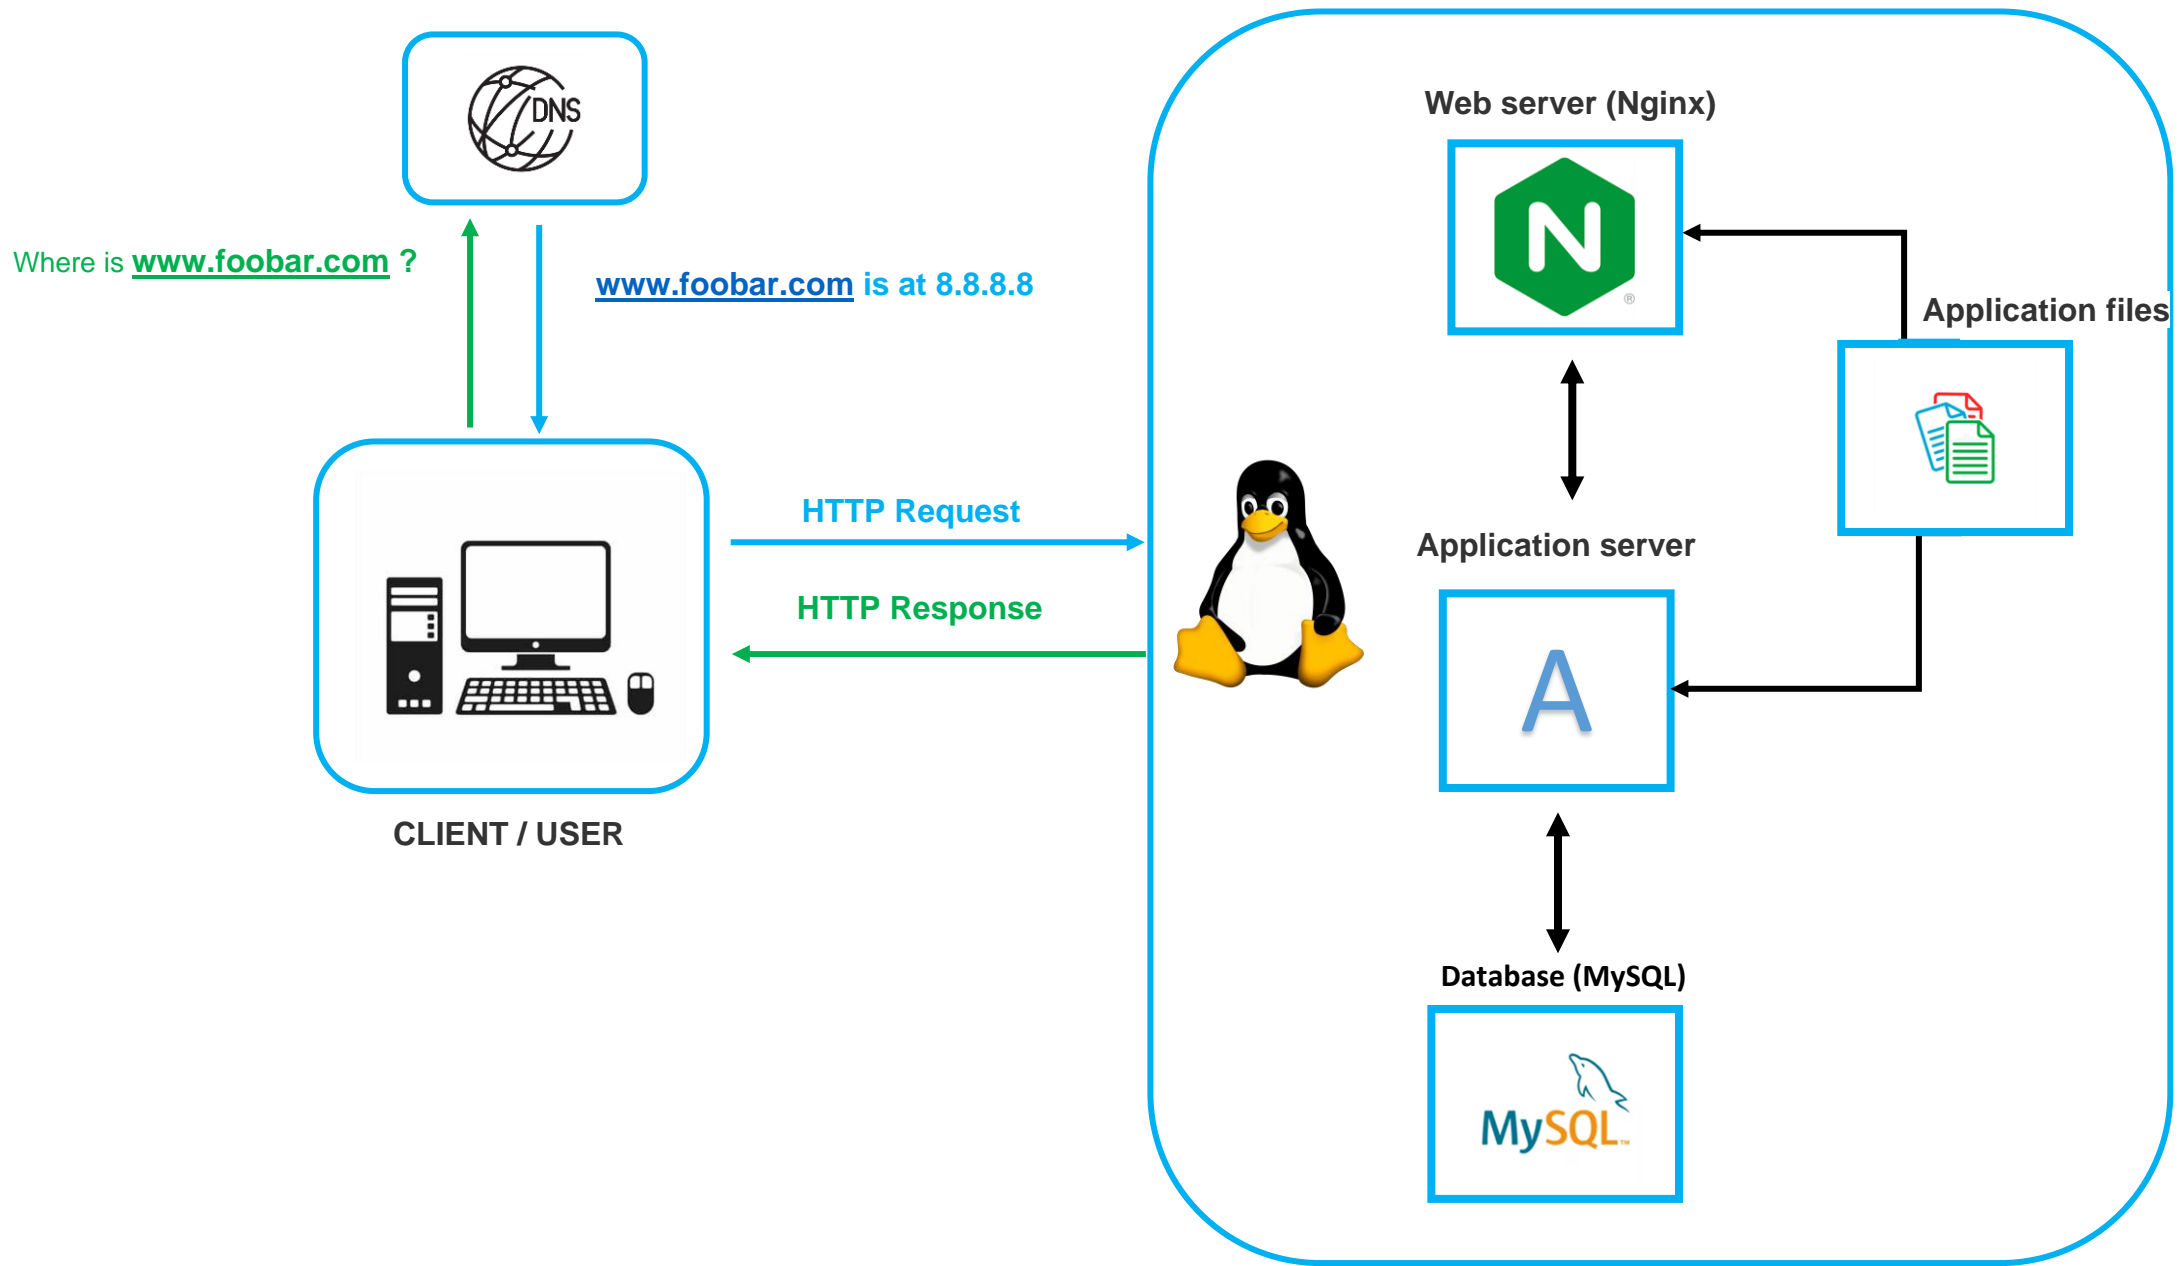 DNS
Where is www.foobar.com ?
www.foobar.com is at 8.8.8.8
HTTP Request
HTTP Response
CLIENT / USER
Web server (Nginx)
N
®
Application files
Application server
A
Database (MySQL)
MySQL™